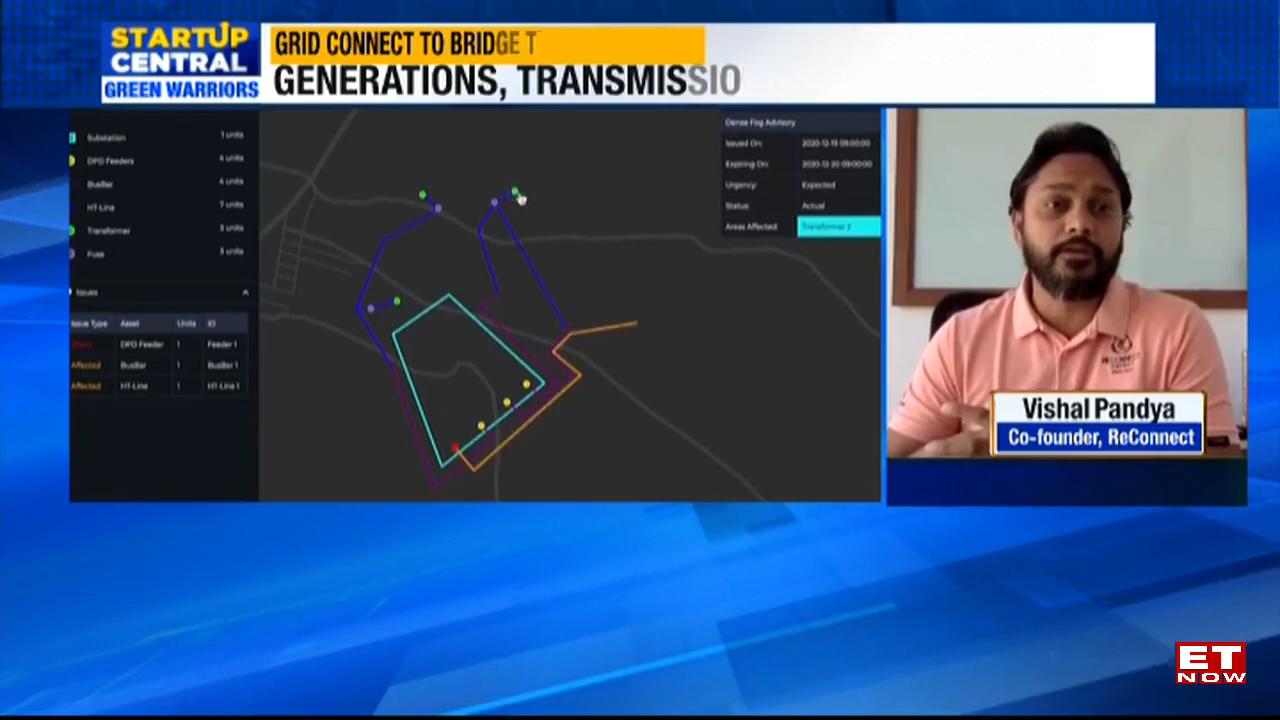 STARTUP
CENTRAL
GREEN WARRIORS
GRID CONNECT TO BRIDGE T
GENERATIONS, TRANSMISSIO
Substation 1 units
DPO Feeders 4 units
BusBar 4 units
HT-Line 7 units
Transformer 3 units
Fuse 3 units
Issues
Issue Type Asset Units ID
DPO Feeder 1 Feeder 1
Affected BusBar 1 BusBar 1
Affected HT-Line 1 HT-Line 1
Dense Fog Advisory
Issued On: 2020-12-19 09:00:00
Expiring On: 2020-12-20 09:00:00
Urgency: Expected
Status: Actual
Areas Affected: Transformer 2
RECONNECT
ENERGY
Vishal Pandya
Co-founder, ReConnect
ET
NOW